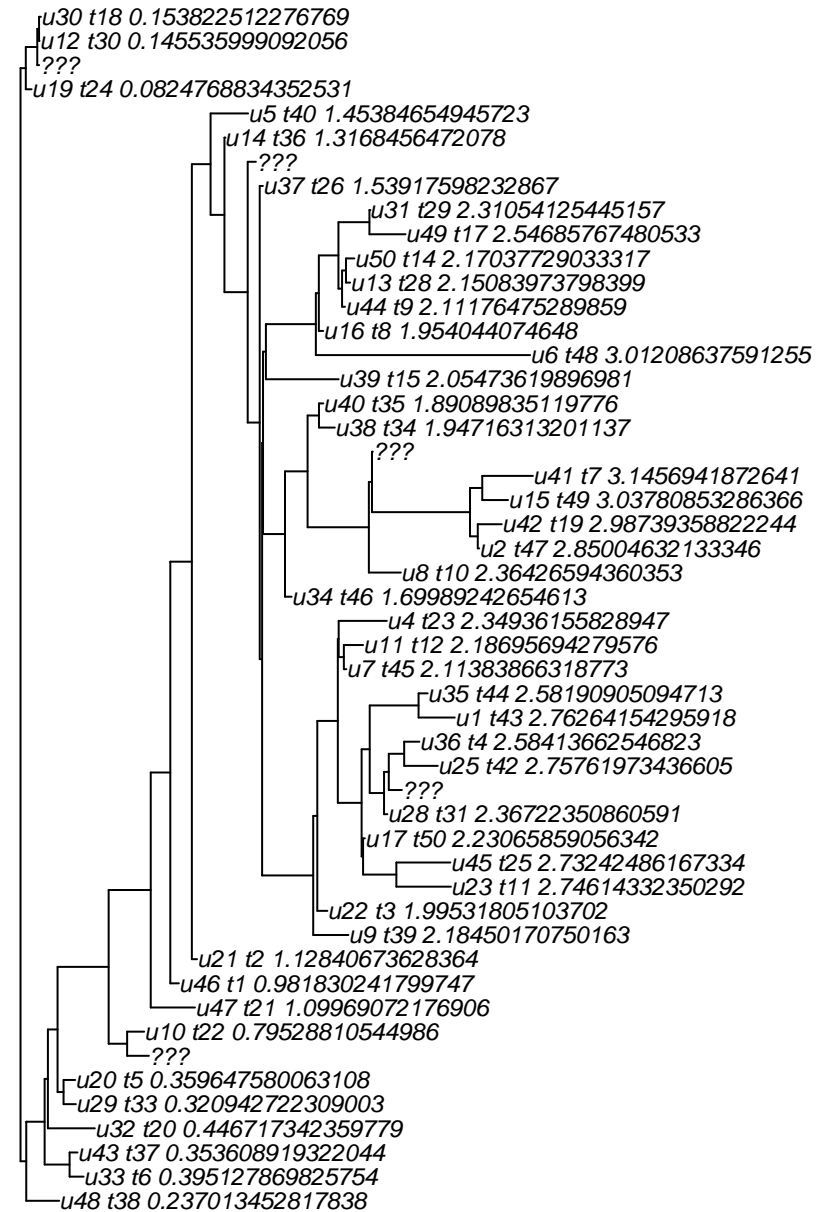 u30 t18 0.153822512276769
u12 t30 0.145535999092056
???
u19 t24 0.0824768834352531
u5 t40 1.45384654945723
u14 t36 1.3168456472078
???
u37 t26 1.53917598232867
u31 t29 2.31054125445157
u49 t17 2.54685767480533
u50 t14 2.17037729033317
u13 t28 2.15083973798399
u44 t9 2.11176475289859
u16 t8 1.954044074648
u6 t48 3.01208637591255
u39 t15 2.05473619896981
u40 t35 1.89089835119776
u38 t34 1.94716313201137
???
u41 t7 3.1456941872641
u15 t49 3.03780853286366
u42 t19 2.98739358822244
u2 t47 2.85004632133346
u8 t10 2.36426594360353
u34 t46 1.69989242654613
u4 t23 2.34936155828947
u11 t12 2.18695694279576
u7 t45 2.11383866318773
u35 t44 2.58190905094713
u1 t43 2.76264154295918
u36 t4 2.58413662546823
u25 t42 2.75761973436605
???
u28 t31 2.36722350860591
u17 t50 2.23065859056342
u45 t25 2.73242486167334
u23 t11 2.74614332350292
u22 t3 1.99531805103702
u9 t39 2.18450170750163
u21 t2 1.12840673628364
u46 t1 0.981830241799747
u47 t21 1.09969072176906
u10 t22 0.79528810544986
???
u20 t5 0.359647580063108
u29 t33 0.320942722309003
u32 t20 0.446717342359779
u43 t37 0.353608919322044
u33 t6 0.395127869825754
u48 t38 0.237013452817838